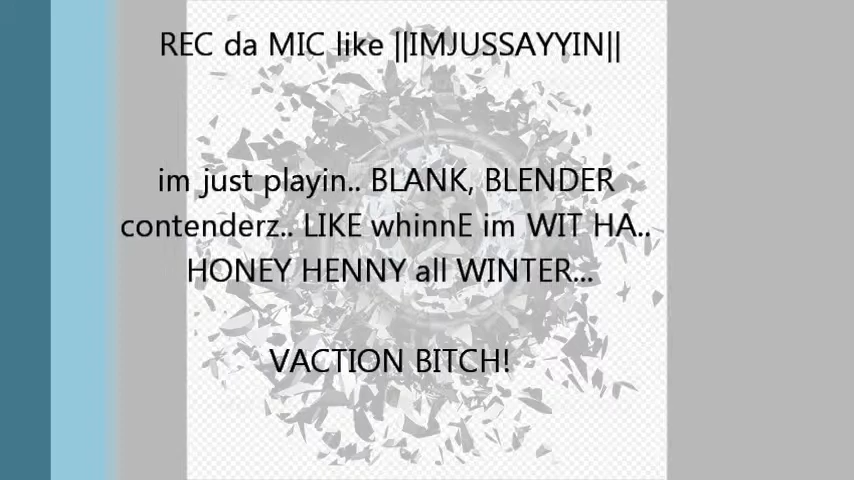 REC da MIC like ||IMJUSSAYYIN||
im just playin.. BLANK, BLENDER
contenderz.. LIKE whinnE im WIT HA..
HONEY HENNY all WINTER...
VACTION BITCH!